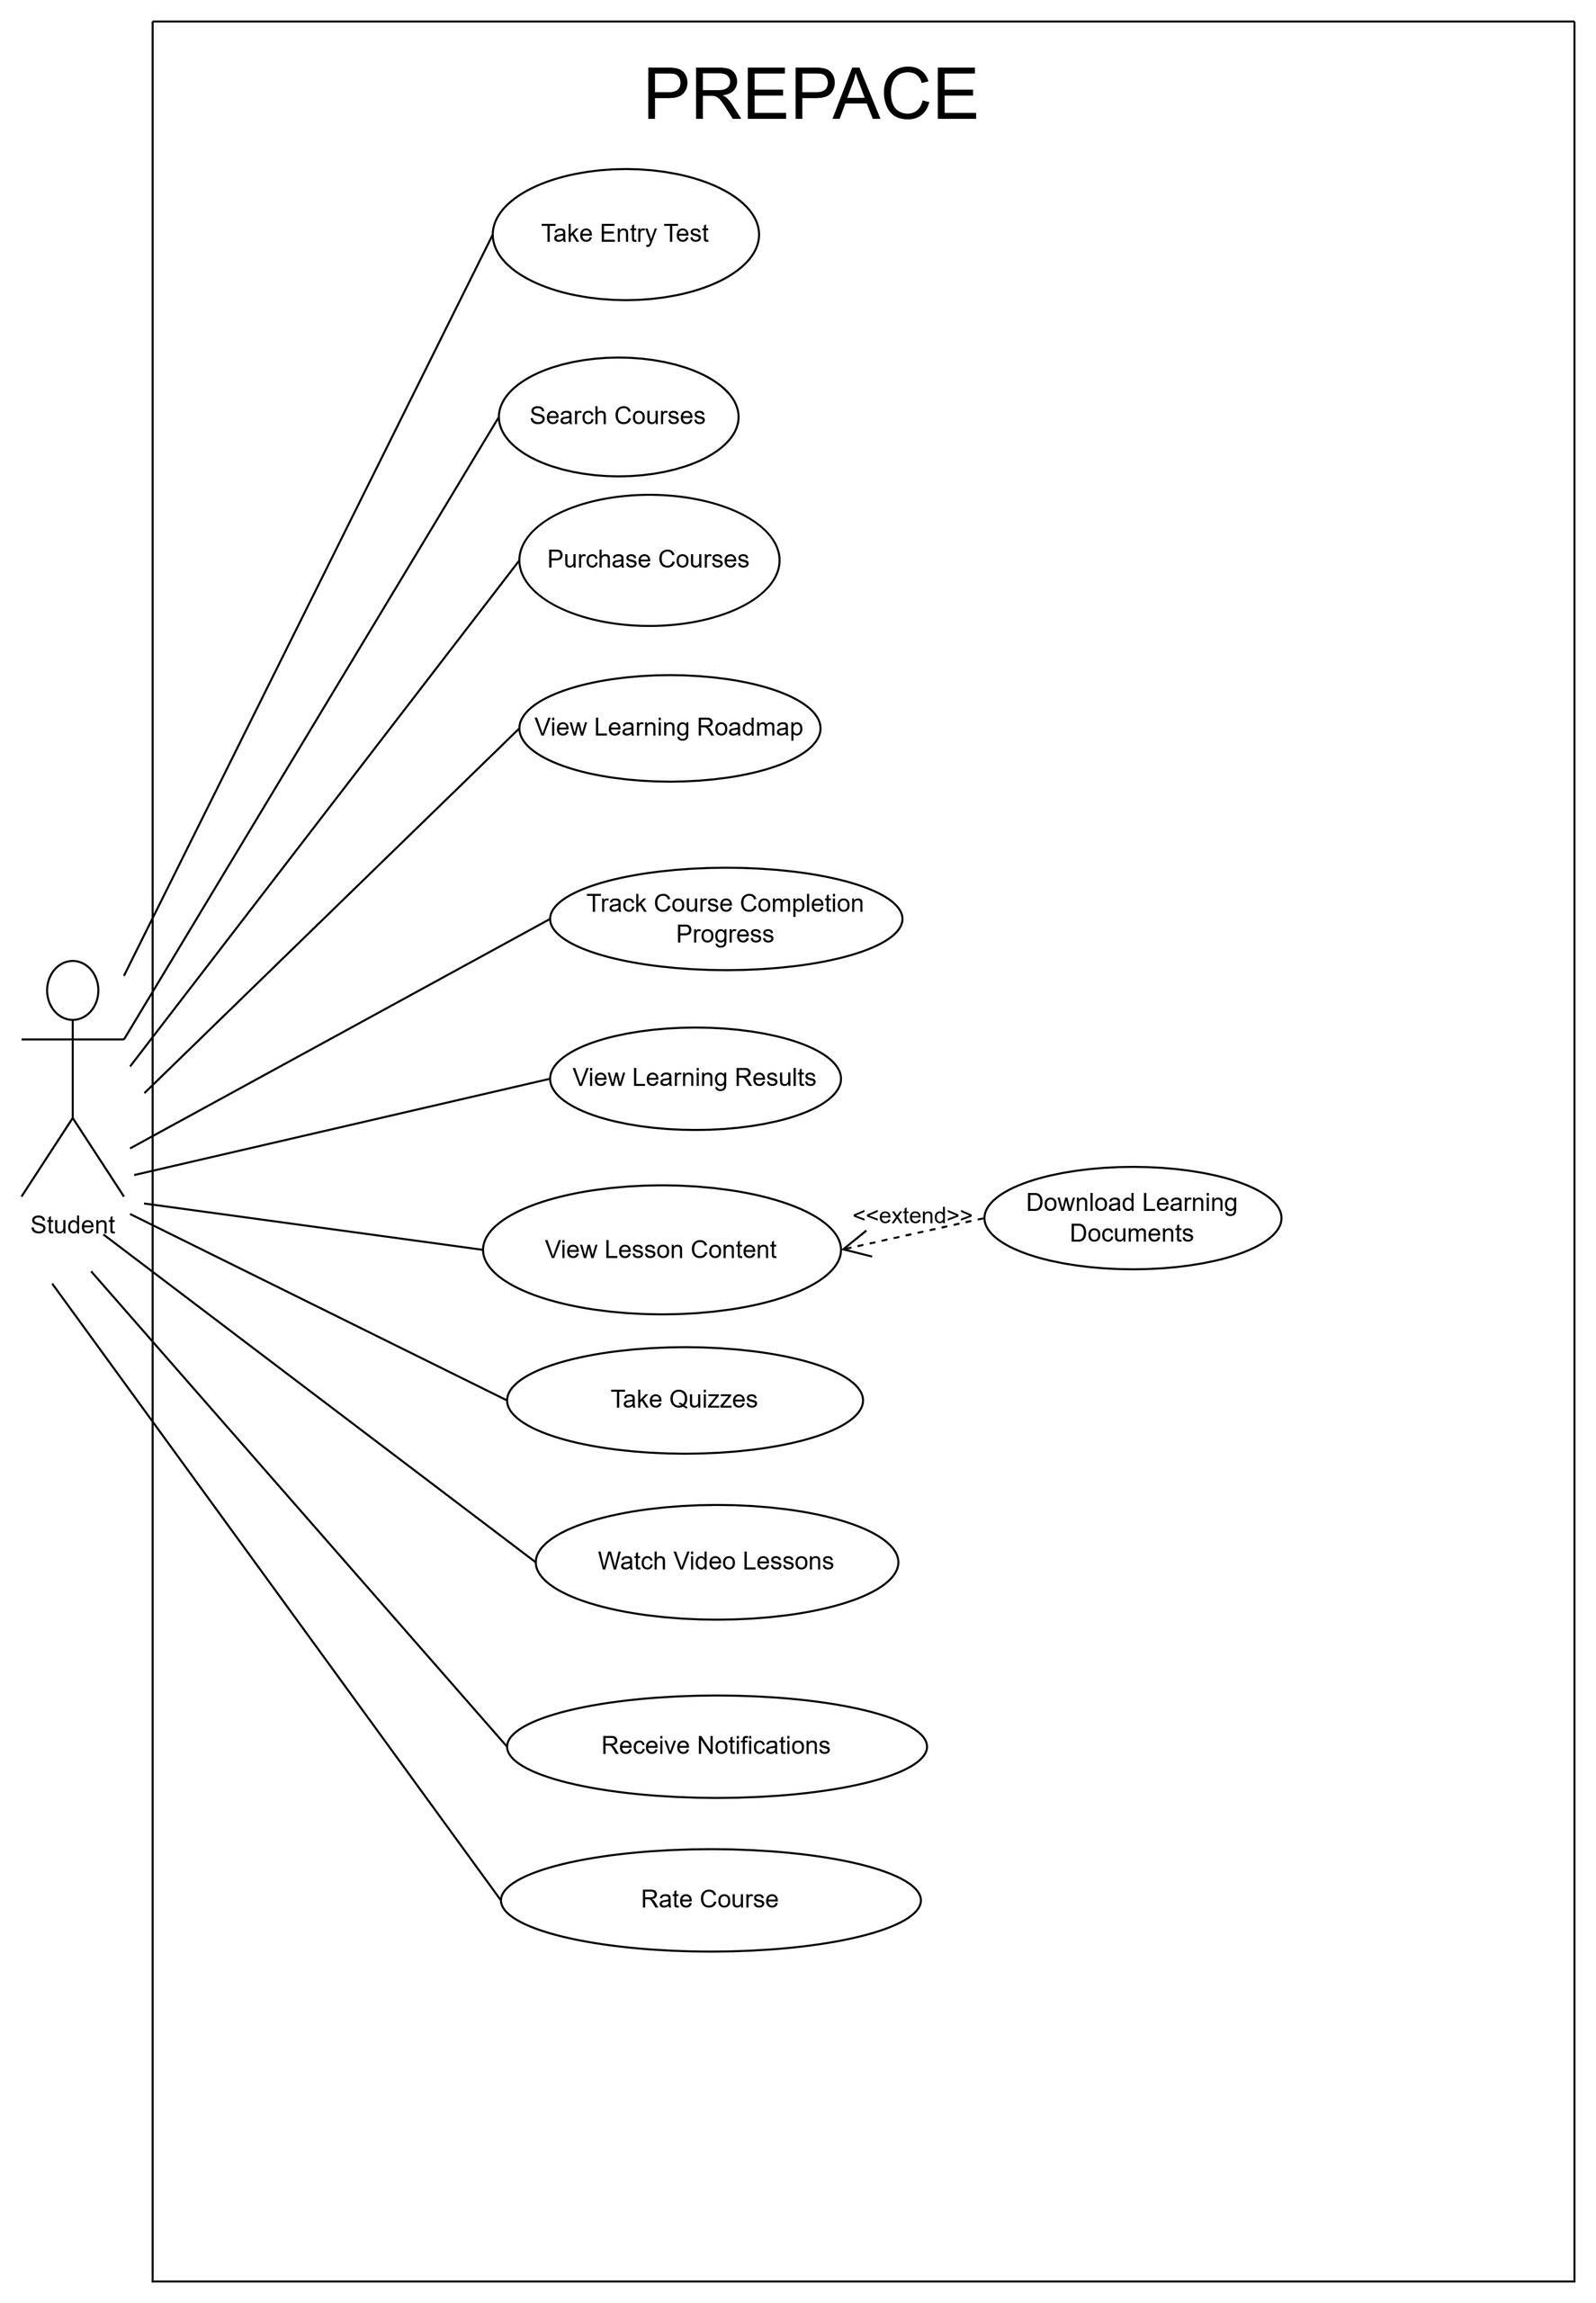 PREPACE
Take Entry Test
Search Courses
Purchase Courses
View Learning Roadmap
Track Course Completion
Progress
View Learning Results
Student
View Lesson Content
<<extend>>
Download Learning
Documents
Take Quizzes
Watch Video Lessons
Receive Notifications
Rate Course